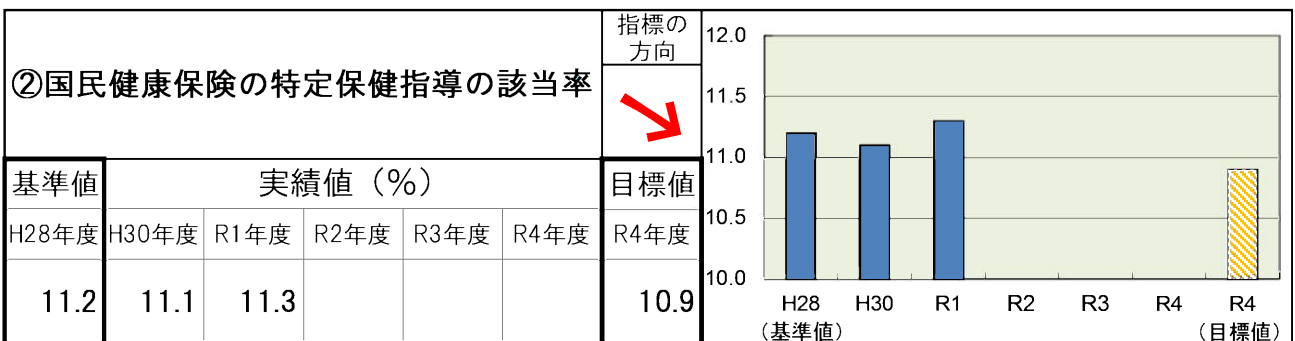 ②国民健康保険の特定保健指導の該当率
指標の
方向
基準値 実績値（%） 目標値
H28年度 H30年度 R1年度 R2年度 R3年度 R4年度 R4年度
11.2 11.1 11.3 10.9
12.0
11.5
11.0
10.5
10.0
H28 H30 R1 R2 R3 R4 R4
（基準値） （目標値）